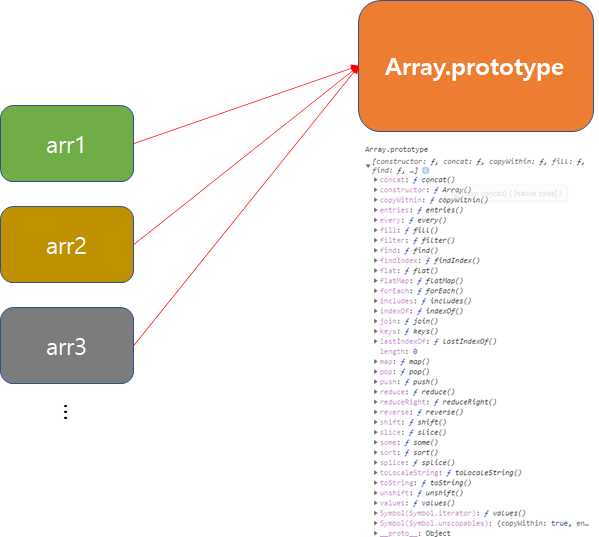 Array.prototype
arr1
arr2
arr3
⋮
Array.prototype
[constructor: ƒ, concat: ƒ, copyWithin: ƒ, fill: ƒ,
find: ƒ, …]
concat: ƒ concat()
constructor: ƒ Array()
copyWithin: ƒ copyWithin()
entries: ƒ entries()
every: ƒ every()
fill: ƒ fill()
filter: ƒ filter()
find: ƒ find()
findIndex: ƒ findIndex()
flat: ƒ flat()
flatMap: ƒ flatMap()
forEach: ƒ forEach()
includes: ƒ includes()
indexOf: ƒ indexOf()
join: ƒ join()
keys: ƒ keys()
lastIndexOf: ƒ lastIndexOf()
length: 0
map: ƒ map()
pop: ƒ pop()
push: ƒ push()
reduce: ƒ reduce()
reduceRight: ƒ reduceRight()
reverse: ƒ reverse()
shift: ƒ shift()
slice: ƒ slice()
some: ƒ some()
sort: ƒ sort()
splice: ƒ splice()
toLocaleString: ƒ toLocaleString()
toString: ƒ toString()
unshift: ƒ unshift()
values: ƒ values()
Symbol(Symbol.iterator): ƒ values()
Symbol(Symbol.unscopables): {copyWithin: true, en…
__proto__: Object